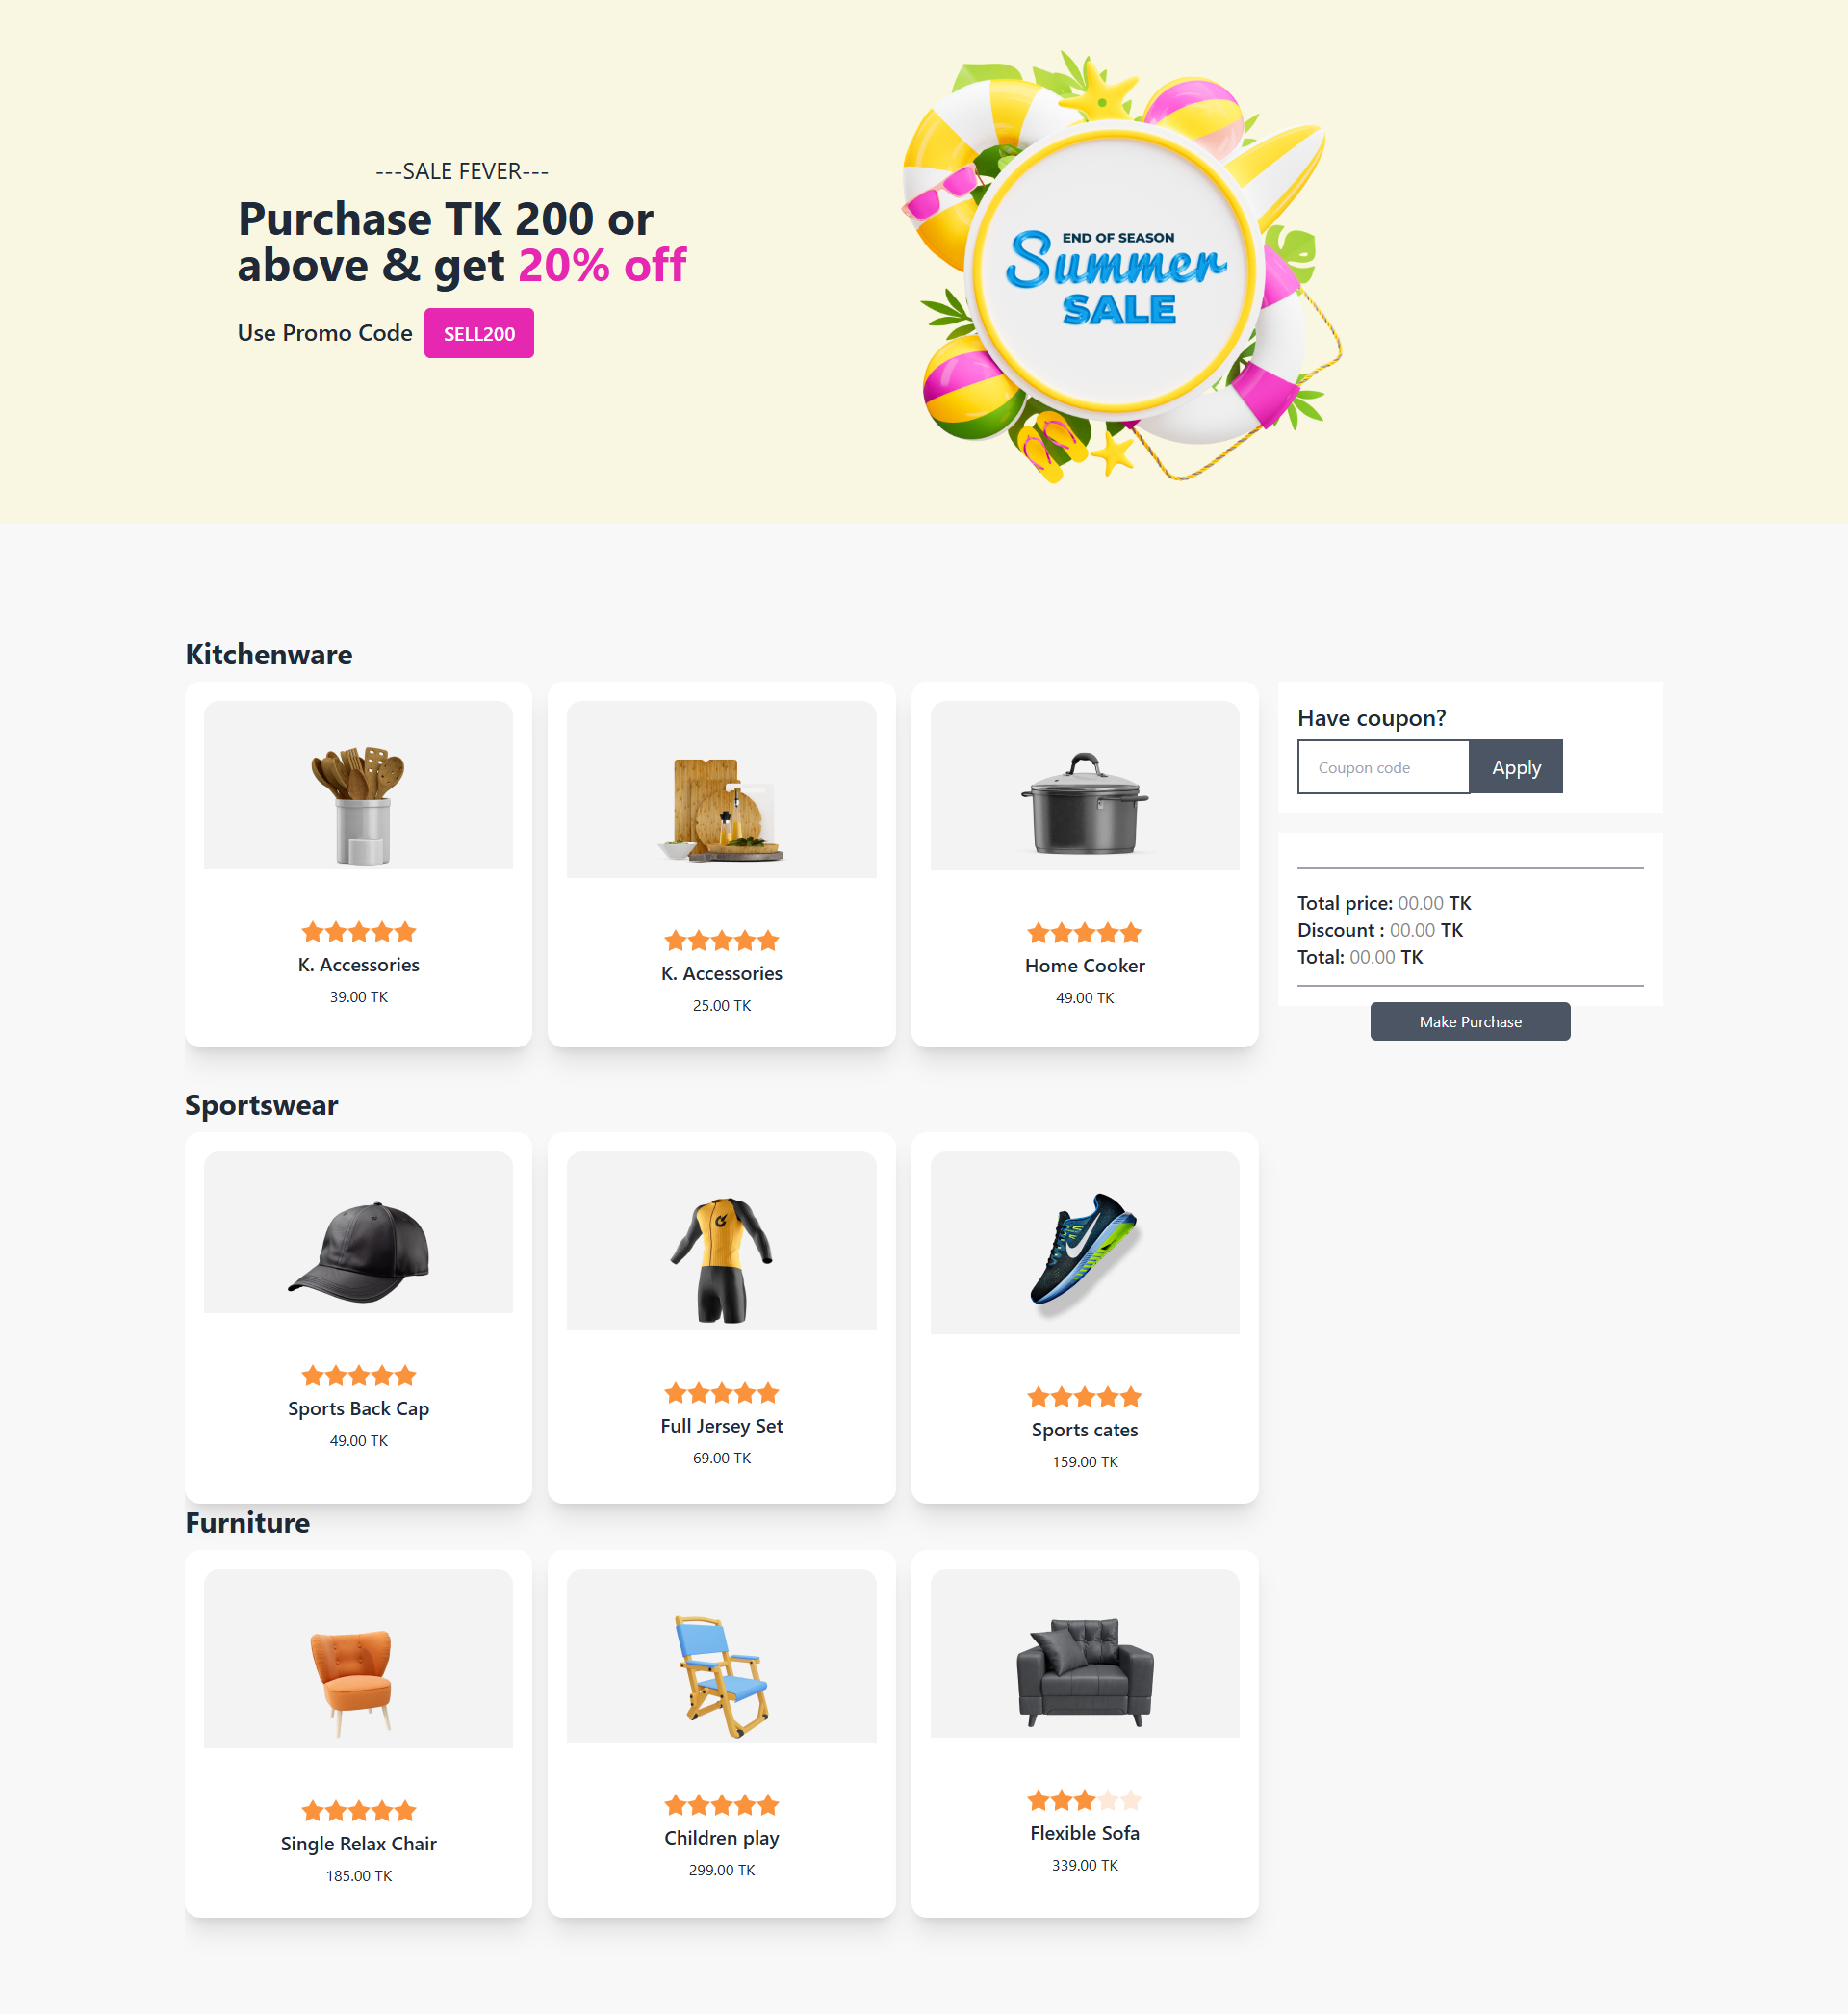 ---SALE FEVER---
Purchase TK 200 or
above & get 20% off
Use Promo Code SELL200
END OF SEASON
Summer
SALE
Kitchenware
K. Accessories
39.00 TK
K. Accessories
25.00 TK
Home Cooker
49.00 TK
Have coupon?
Coupon code Apply
Total price: 00.00 TK
Discount : 00.00 TK
Total: 00.00 TK
Make Purchase
Sportswear
Sports Back Cap
49.00 TK
Full Jersey Set
69.00 TK
Sports cates
159.00 TK
Furniture
Single Relax Chair
185.00 TK
Children play
299.00 TK
Flexible Sofa
339.00 TK